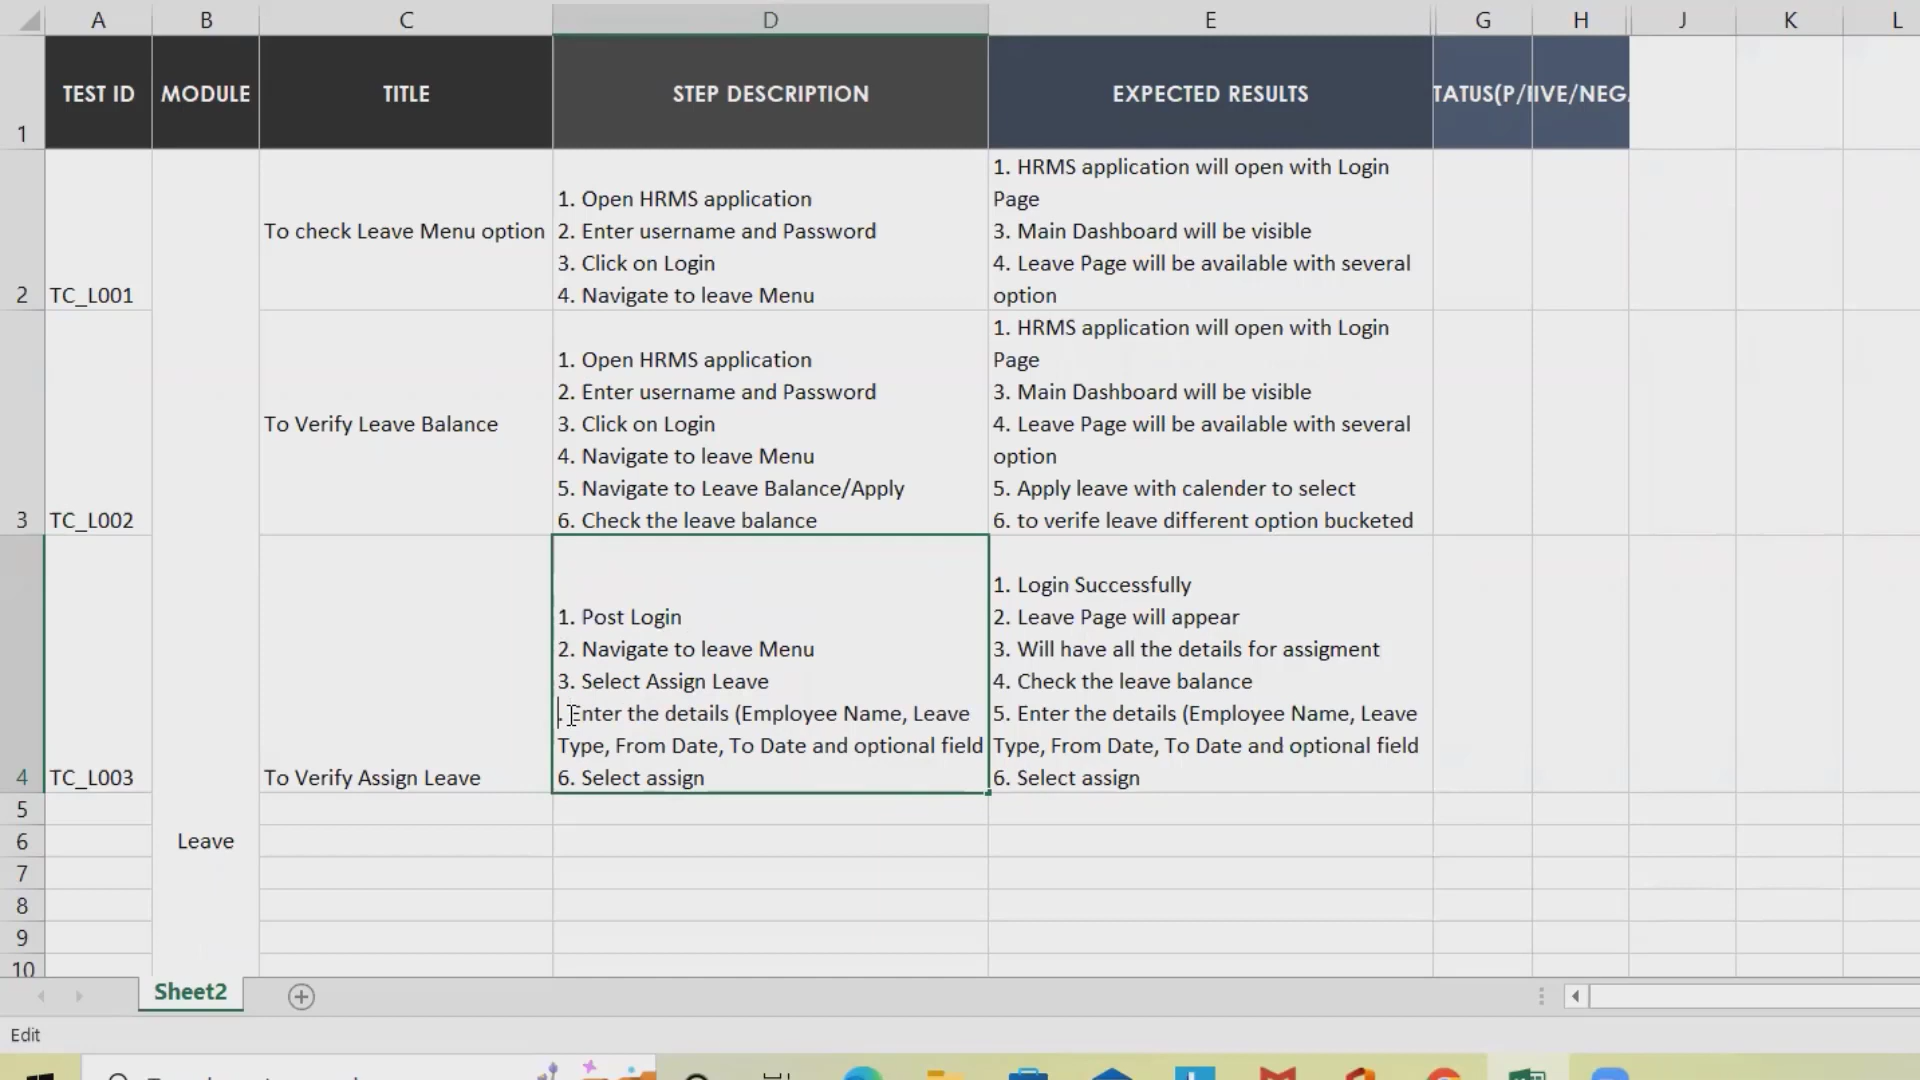 A B C D E G H J K L
TEST ID MODULE TITLE STEP DESCRIPTION EXPECTED RESULTS TATUS(P/ IVE/NEG
1
1. Open HRMS application
2. Enter username and Password
3. Click on Login
4. Navigate to leave Menu
1. HRMS application will open with Login
Page
3. Main Dashboard will be visible
4. Leave Page will be available with several
option
To check Leave Menu option
2 TC_L001
1. Open HRMS application
2. Enter username and Password
3. Click on Login
4. Navigate to leave Menu
5. Navigate to Leave Balance/Apply
6. Check the leave balance
1. HRMS application will open with Login
Page
3. Main Dashboard will be visible
4. Leave Page will be available with several
option
5. Apply leave with calender to select
6. to verife leave different option bucketed
To Verify Leave Balance
3 TC_L002
1. Post Login
2. Navigate to leave Menu
3. Select Assign Leave
. Enter the details (Employee Name, Leave
Type, From Date, To Date and optional field
6. Select assign
1. Login Successfully
2. Leave Page will appear
3. Will have all the details for assigment
4. Check the leave balance
5. Enter the details (Employee Name, Leave
Type, From Date, To Date and optional field
6. Select assign
4 TC_L003 To Verify Assign Leave
5
6 Leave
7
8
9
10
Sheet2
Edit